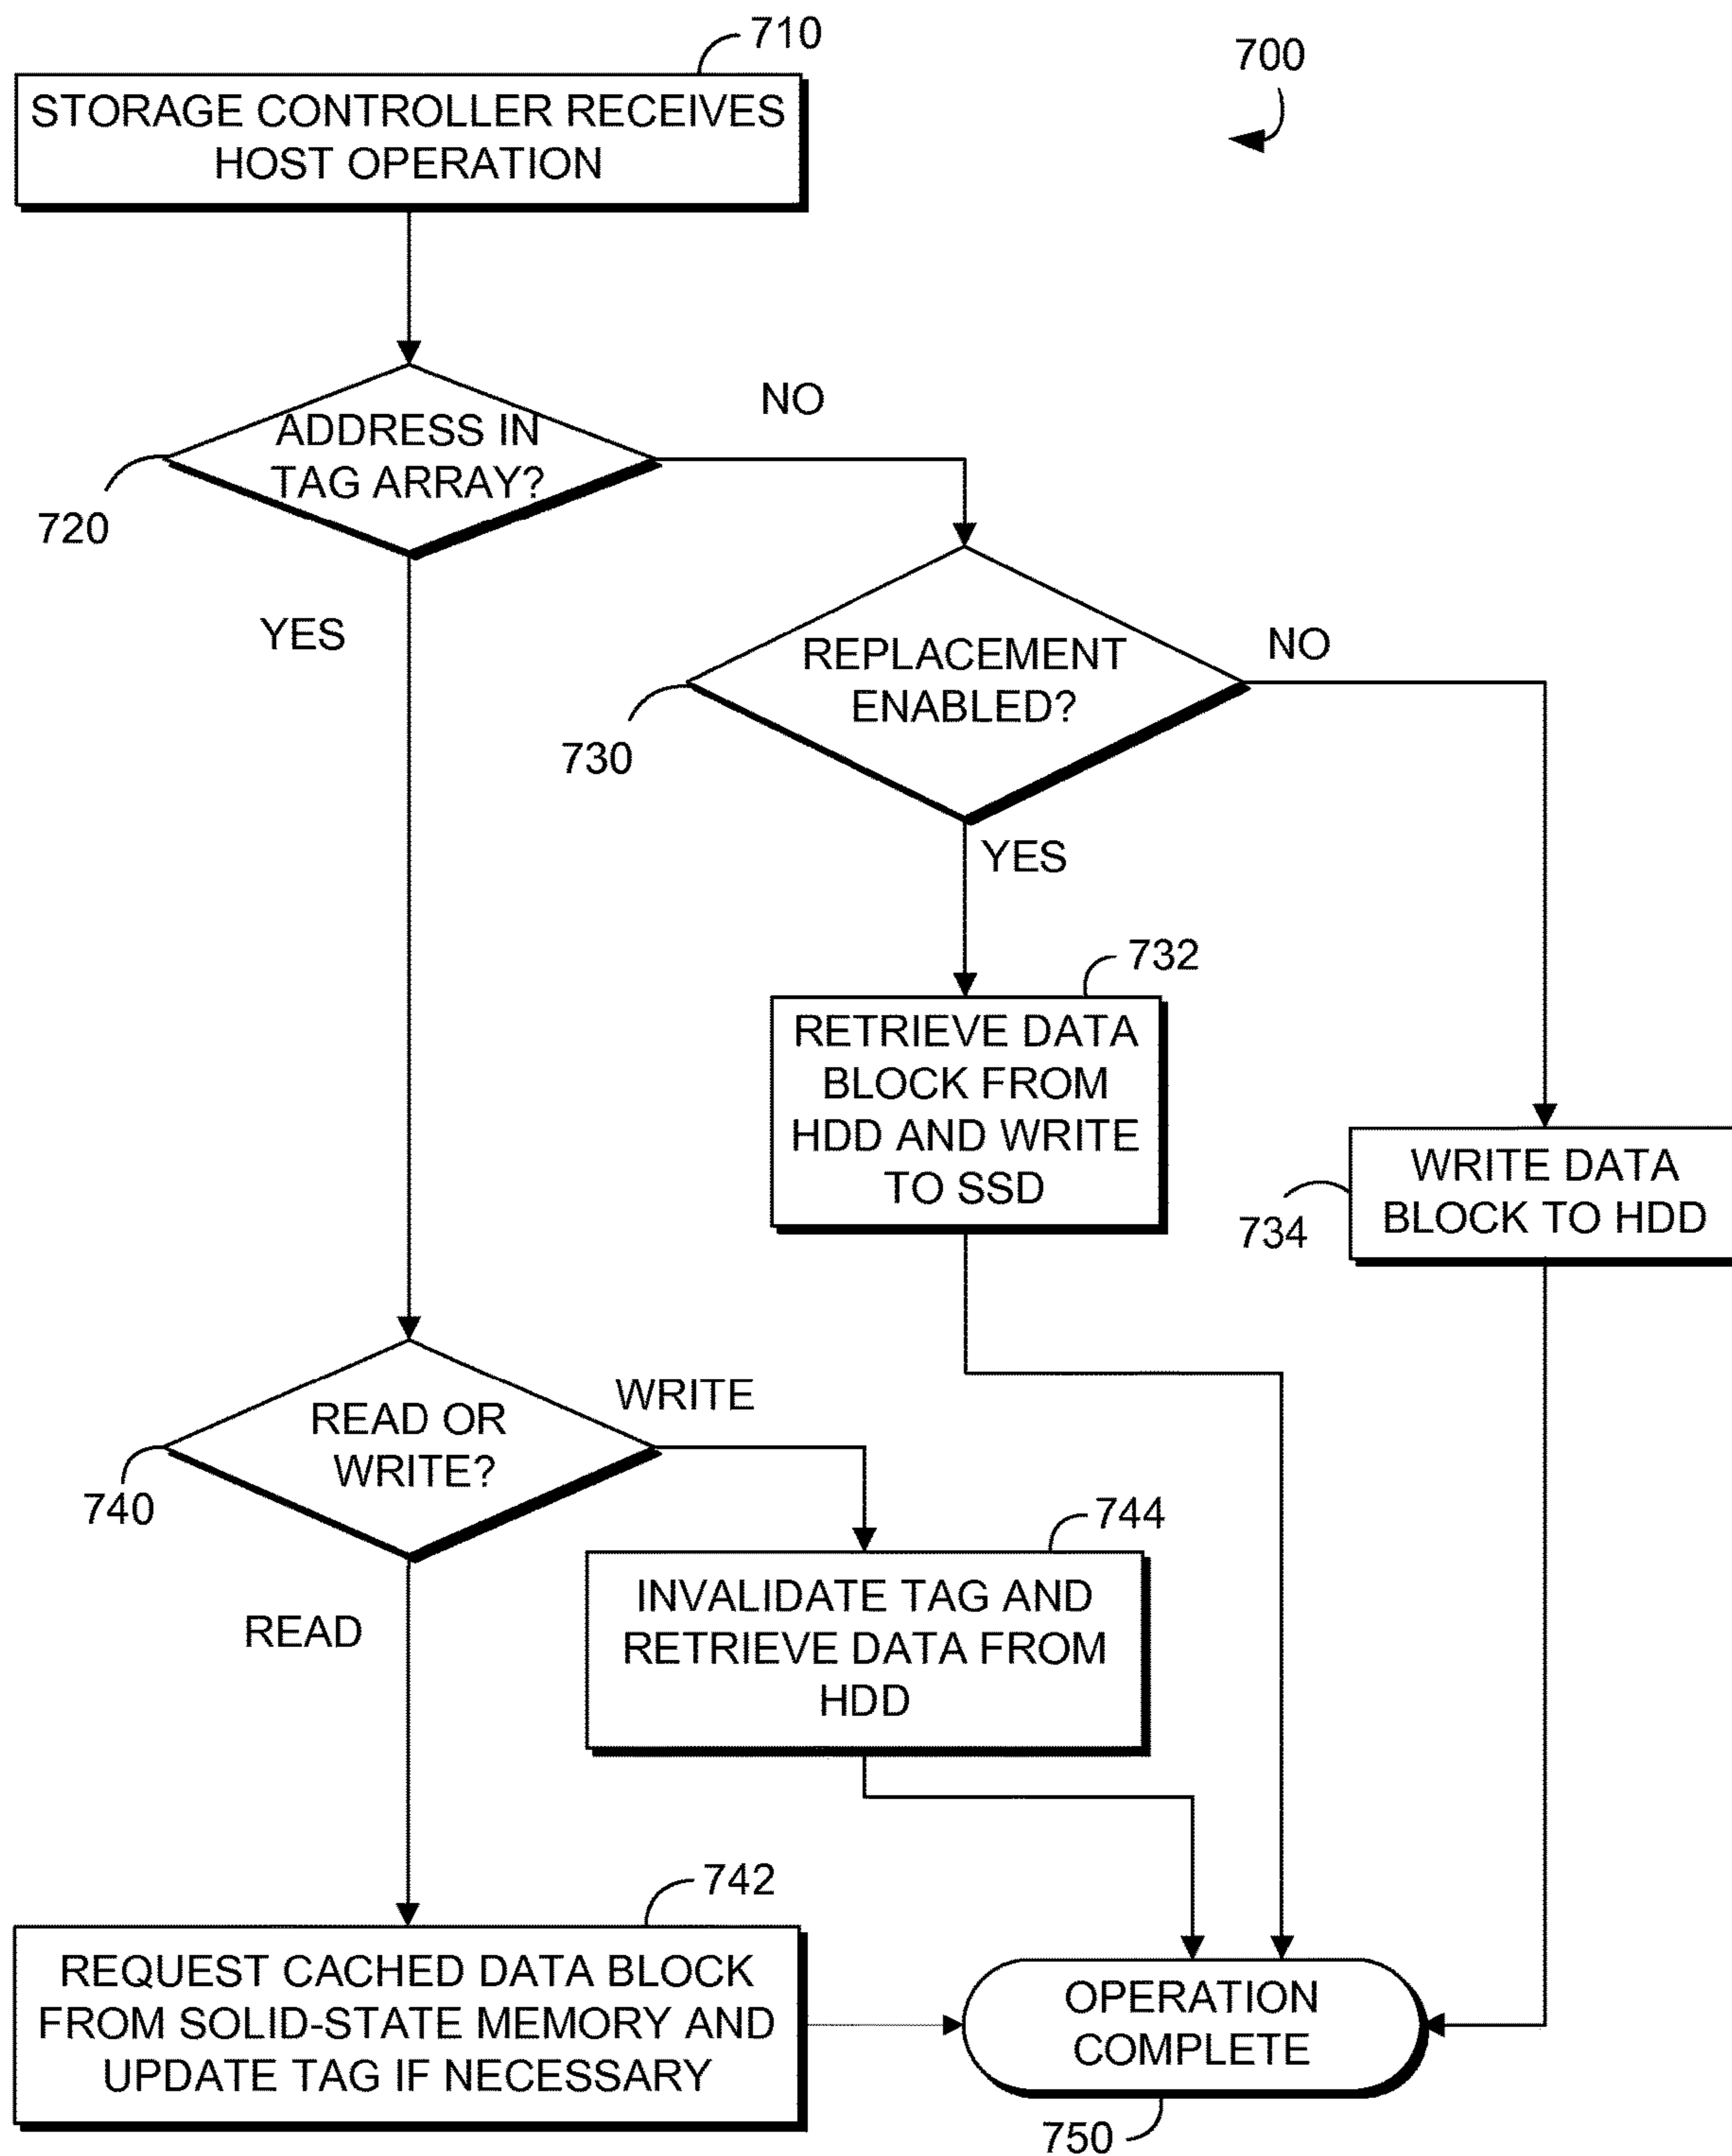 710
700
STORAGE CONTROLLER RECEIVES
HOST OPERATION
NO
ADDRESS IN
TAG ARRAY?
720
YES
NO
REPLACEMENT
ENABLED?
730
YES
732
RETRIEVE DATA
BLOCK FROM
HDD AND WRITE
TO SSD
WRITE DATA
BLOCK TO HDD
734
WRITE
READ OR
WRITE?
740
744
INVALIDATE TAG AND
RETRIEVE DATA FROM
HDD
READ
742
REQUEST CACHED DATA BLOCK
FROM SOLID-STATE MEMORY AND
UPDATE TAG IF NECESSARY
OPERATION
COMPLETE
750